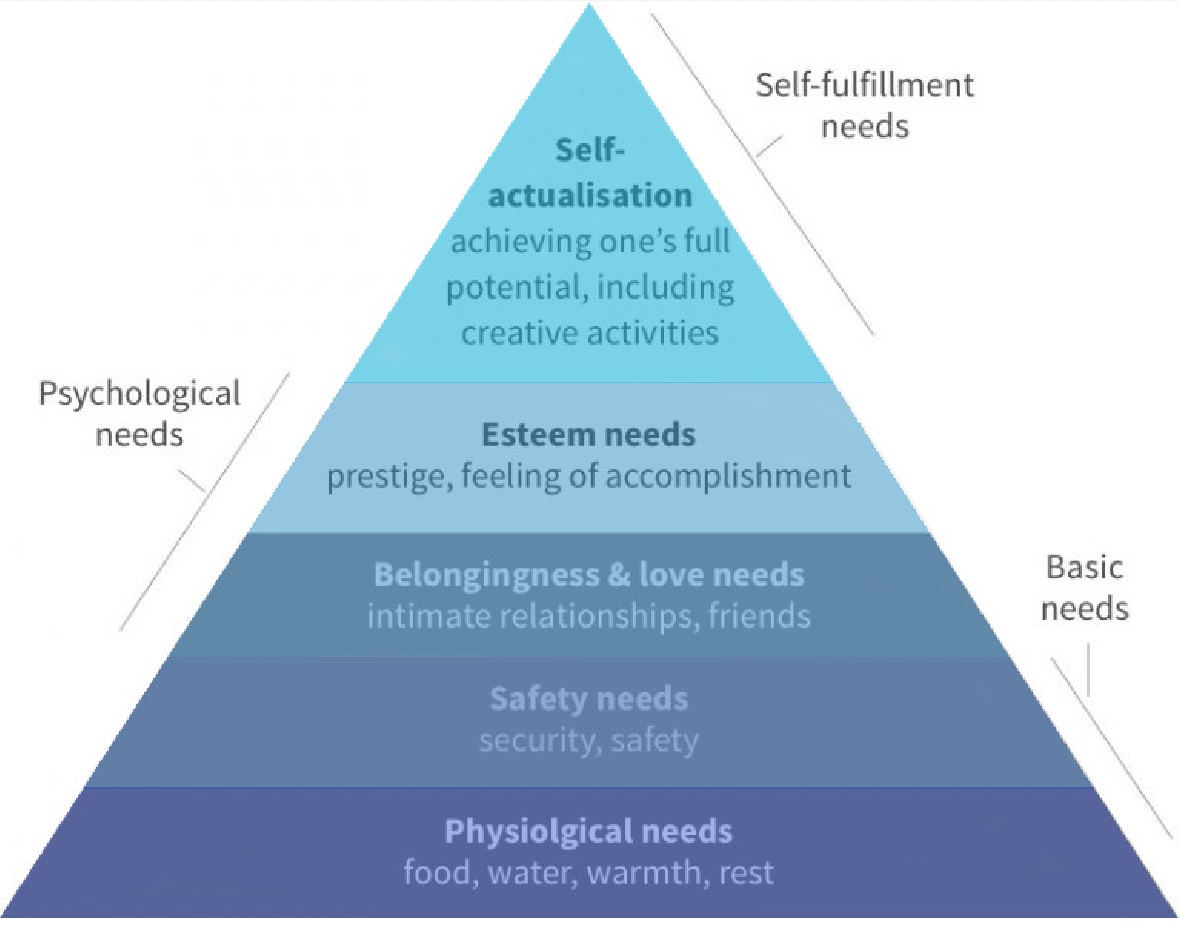 Self-fulfillment
needs
Self-
actualisation
achieving one’s full
potential, including
creative activities
Psychological
needs
Esteem needs
prestige, feeling of accomplishment
Belongingness & love needs
intimate relationships, friends
Basic
needs
Safety needs
security, safety
Physiolgical needs
food, water, warmth, rest